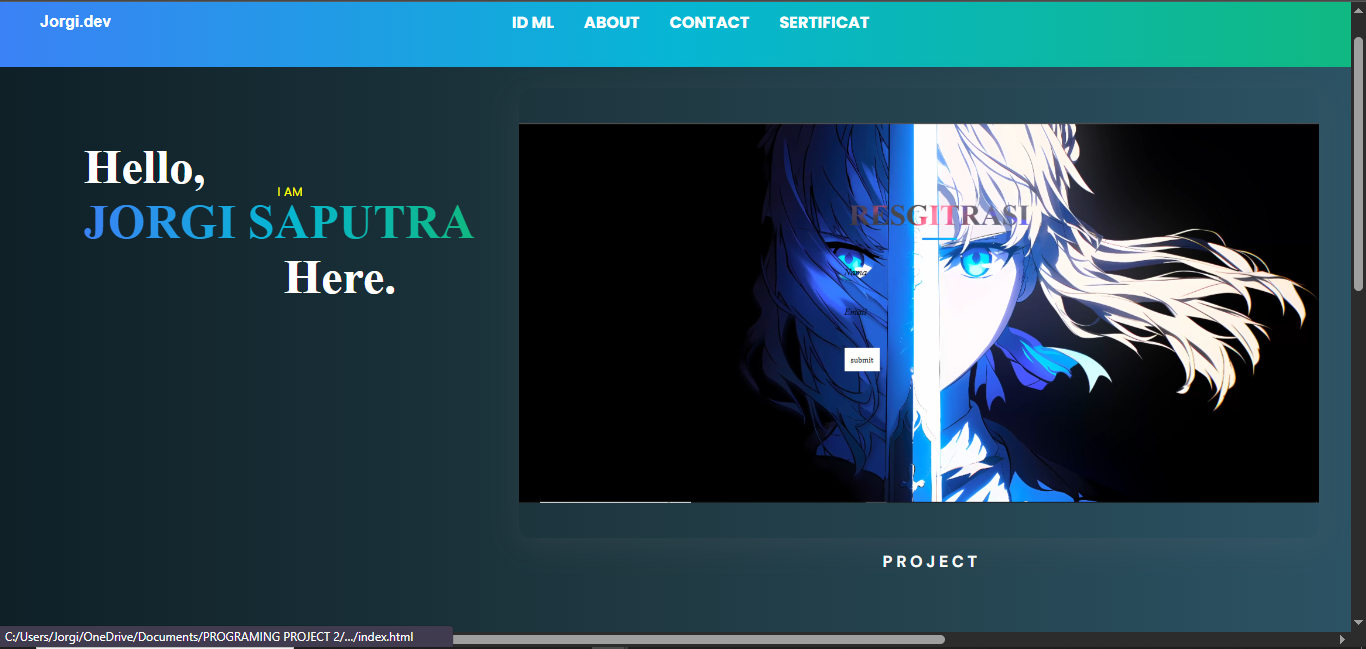 Jorgi.dev
ID ML ABOUT CONTACT SERTIFICAT
Hello,
I AM
JORGI SAPUTRA
Here.
RESGITRASI
Nama
Email
submit
PROJECT
C:/Users/Jorgi/OneDrive/Documents/PROGRAMING PROJECT 2/.../index.html